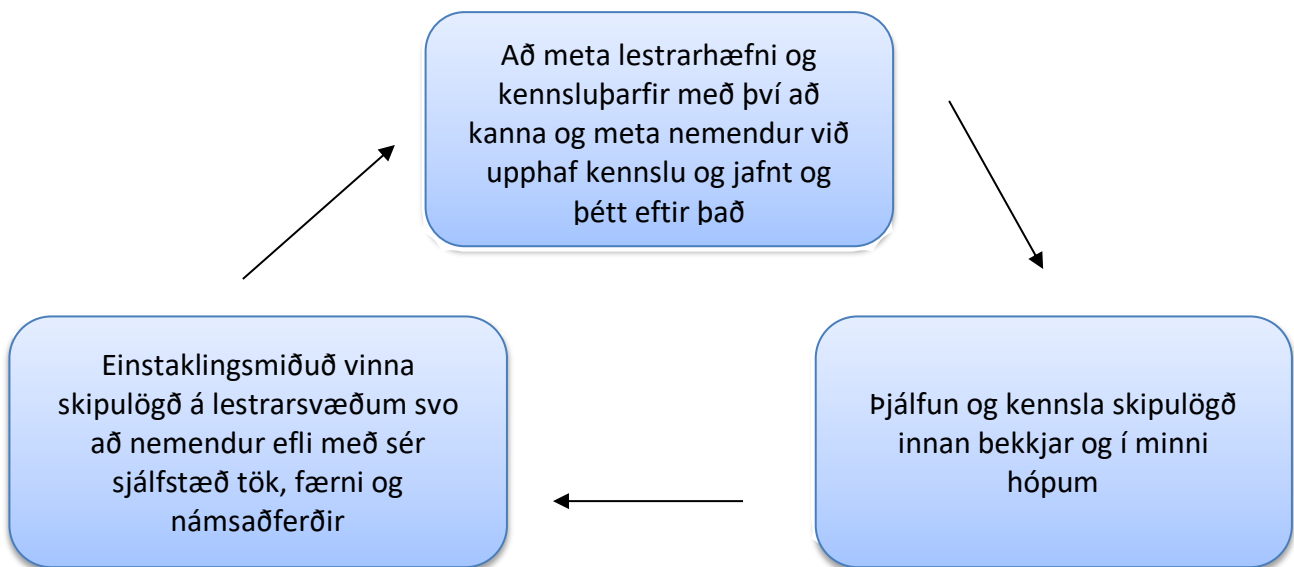 Að meta lestrarhæfni og
kennsluþarfir með því að
kanna og meta nemendur við
upphaf kennslu og jafnt og
þétt eftir það
Einstaklingsmiðuð vinna
skipulögð á lestrarsvæðum svo
að nemendur efli með sér
sjálfstæð tök, færni og
námsaðferðir
Þjálfun og kennsla skipulögð
innan bekkjar og í minni
hópum